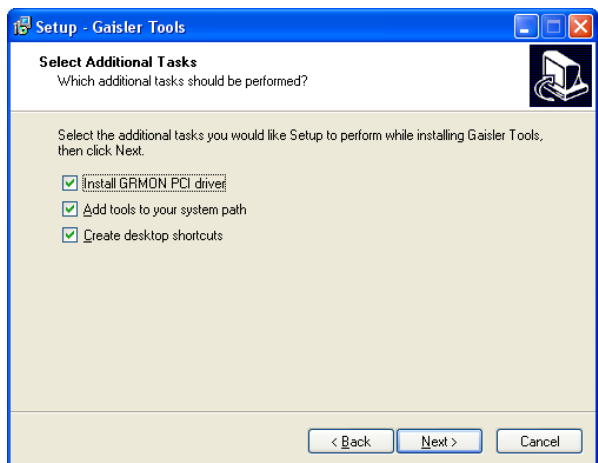 Setup - Gaisler Tools
Select Additional Tasks
Which additional tasks should be performed?
Select the additional tasks you would like Setup to perform while installing Gaisler Tools,
then click Next.
Install GRMON PCI driver
Add tools to your system path
Create desktop shortcuts
< Back
Next >
Cancel